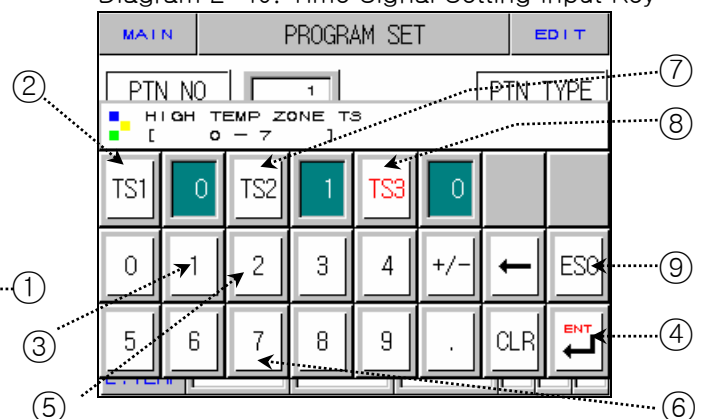 Diagram 2-10. Time Signal Setting Input Key
MAIN PROGRAM SET EDIT
PTN NO 1 PTN TYPE
HIGH TEMP ZONE TS
[ 0 - 7 ]
TS1 0 TS2 1 TS3 0
0 1 2 3 4 +/- ← ESC
5 6 7 8 9 . CLR ENT
① ② ③ ④ ⑤ ⑥ ⑦ ⑧ ⑨